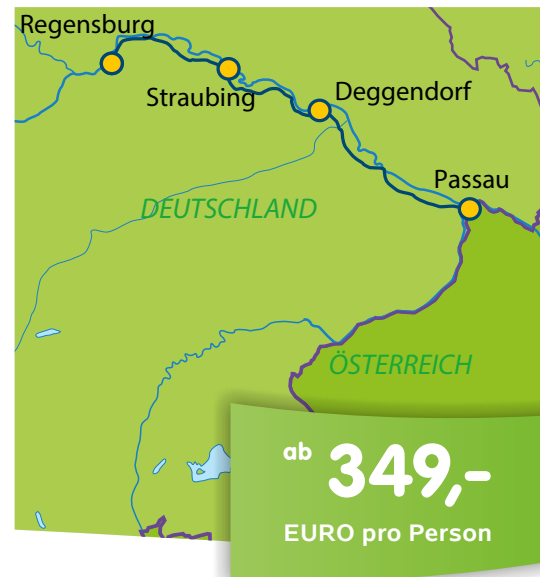 Regensburg
Straubing
Deggendorf
Passau
DEUTSCHLAND
ÖSTERREICH
ab 349,-
EURO pro Person